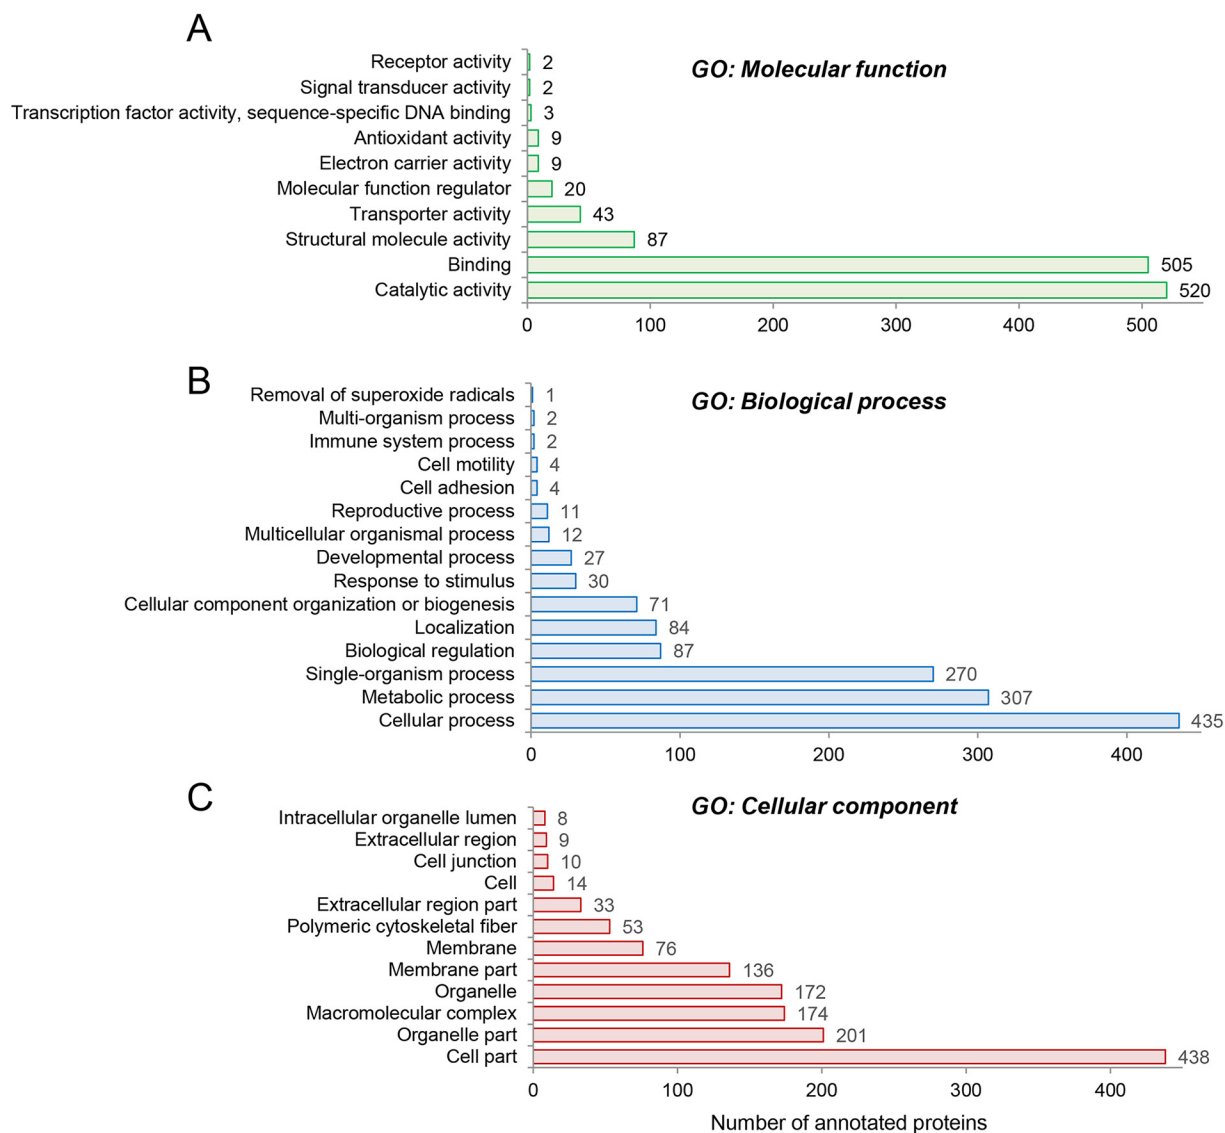 A
GO: Molecular function
Receptor activity 2
Signal transducer activity 2
Transcription factor activity, sequence-specific DNA binding 3
Antioxidant activity 9
Electron carrier activity 9
Molecular function regulator 20
Transporter activity 43
Structural molecule activity 87
Binding 505
Catalytic activity 520
0 100 200 300 400 500
B
GO: Biological process
Removal of superoxide radicals 1
Multi-organism process 2
Immune system process 2
Cell motility 4
Cell adhesion 4
Reproductive process 11
Multicellular organismal process 12
Developmental process 27
Response to stimulus 30
Cellular component organization or biogenesis 71
Localization 84
Biological regulation 87
Single-organism process 270
Metabolic process 307
Cellular process 435
0 100 200 300 400
C
GO: Cellular component
Intracellular organelle lumen 8
Extracellular region 9
Cell junction 10
Cell 14
Extracellular region part 33
Polymeric cytoskeletal fiber 53
Membrane 76
Membrane part 136
Organelle 172
Macromolecular complex 174
Organelle part 201
Cell part 438
0 100 200 300 400
Number of annotated proteins